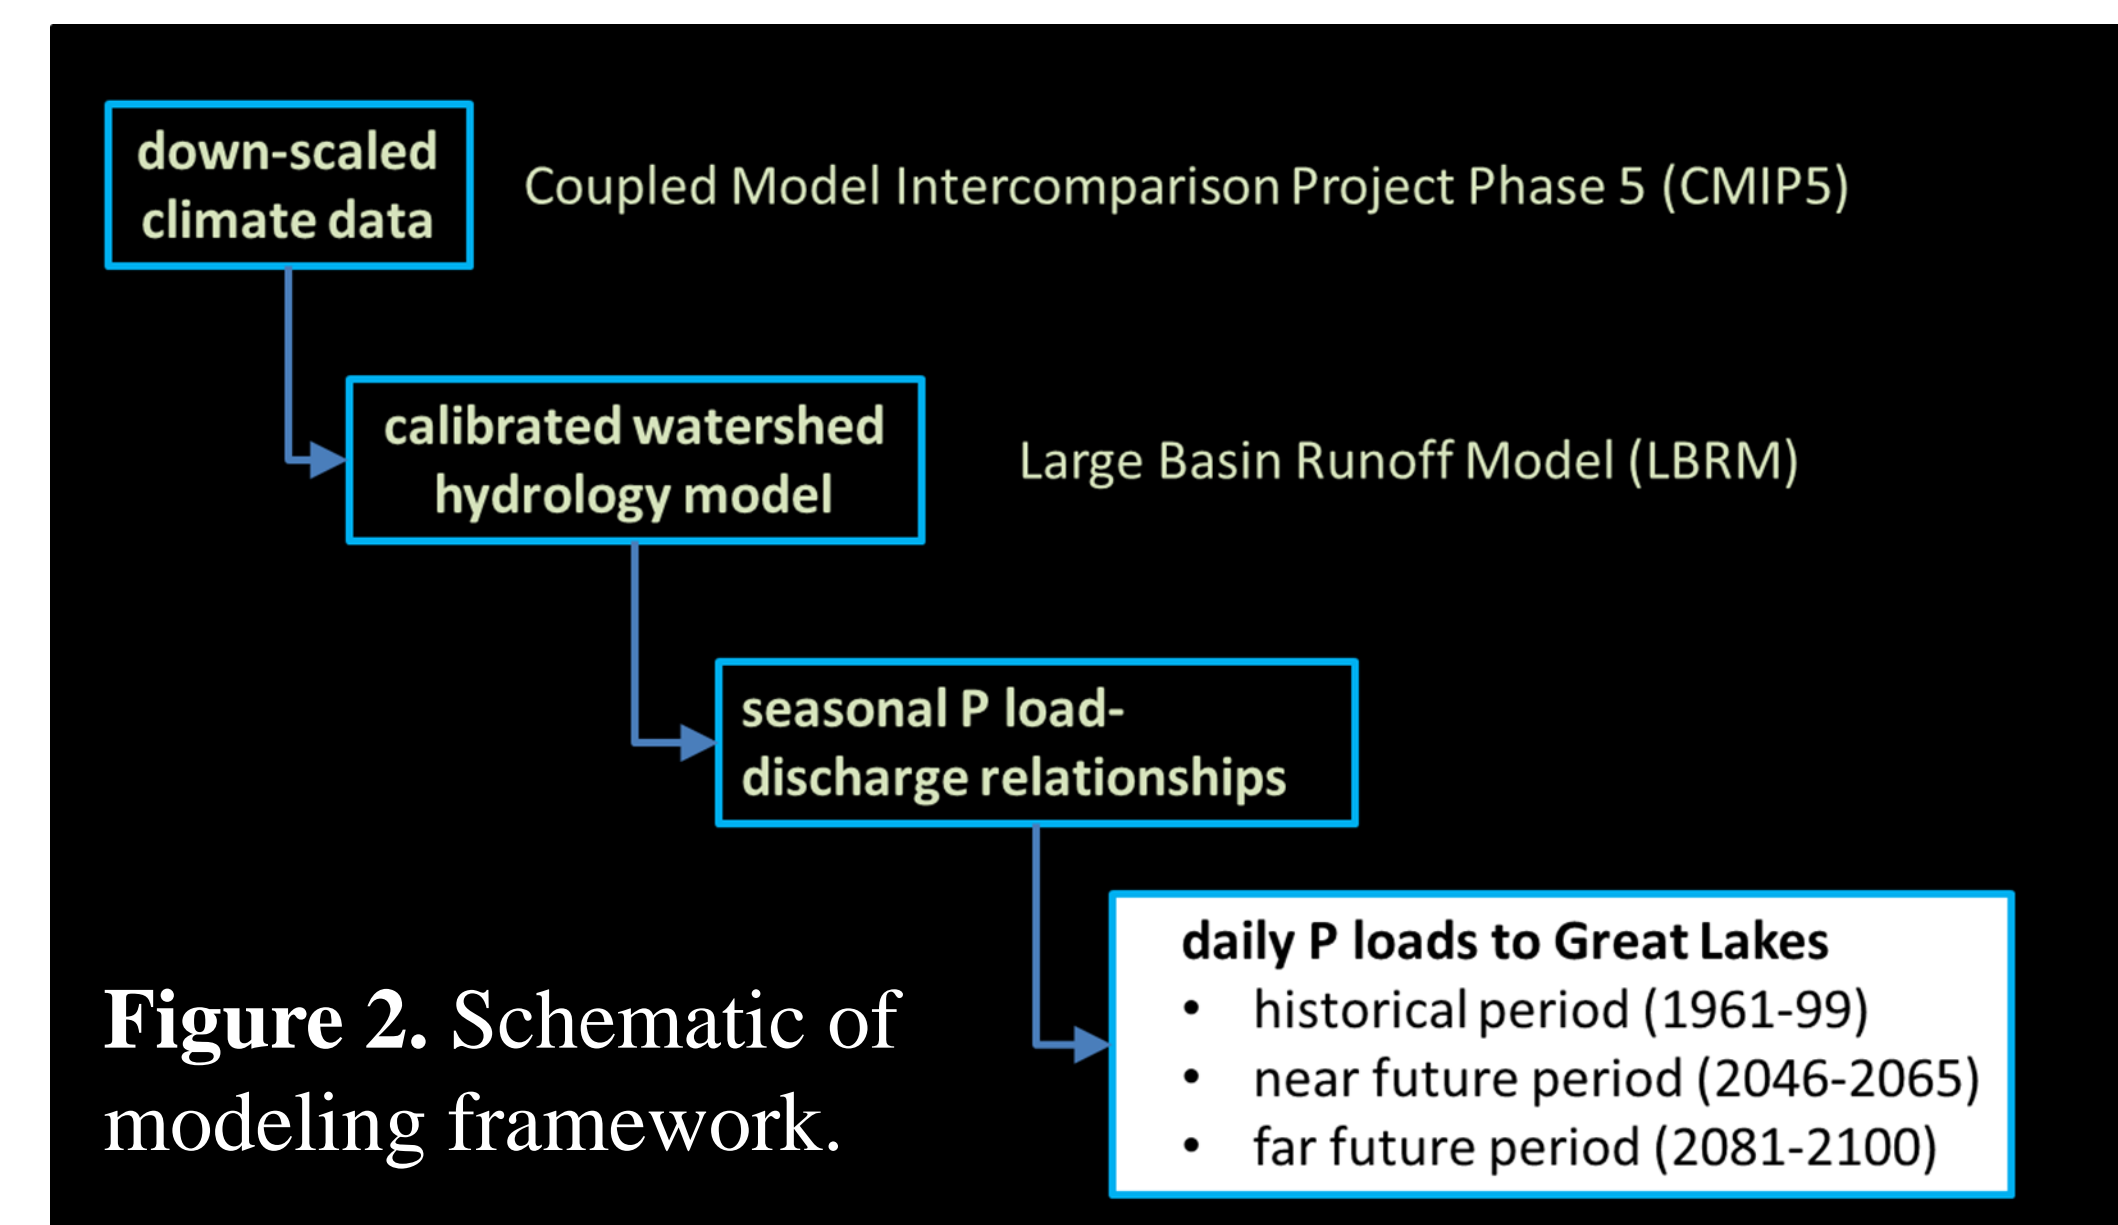 down-scaled
climate data
Coupled Model Intercomparison Project Phase 5 (CMIP5)
calibrated watershed
hydrology model
Large Basin Runoff Model (LBRM)
seasonal P load-
discharge relationships
daily P loads to Great Lakes
• historical period (1961-99)
• near future period (2046-2065)
• far future period (2081-2100)
Figure 2. Schematic of
modeling framework.